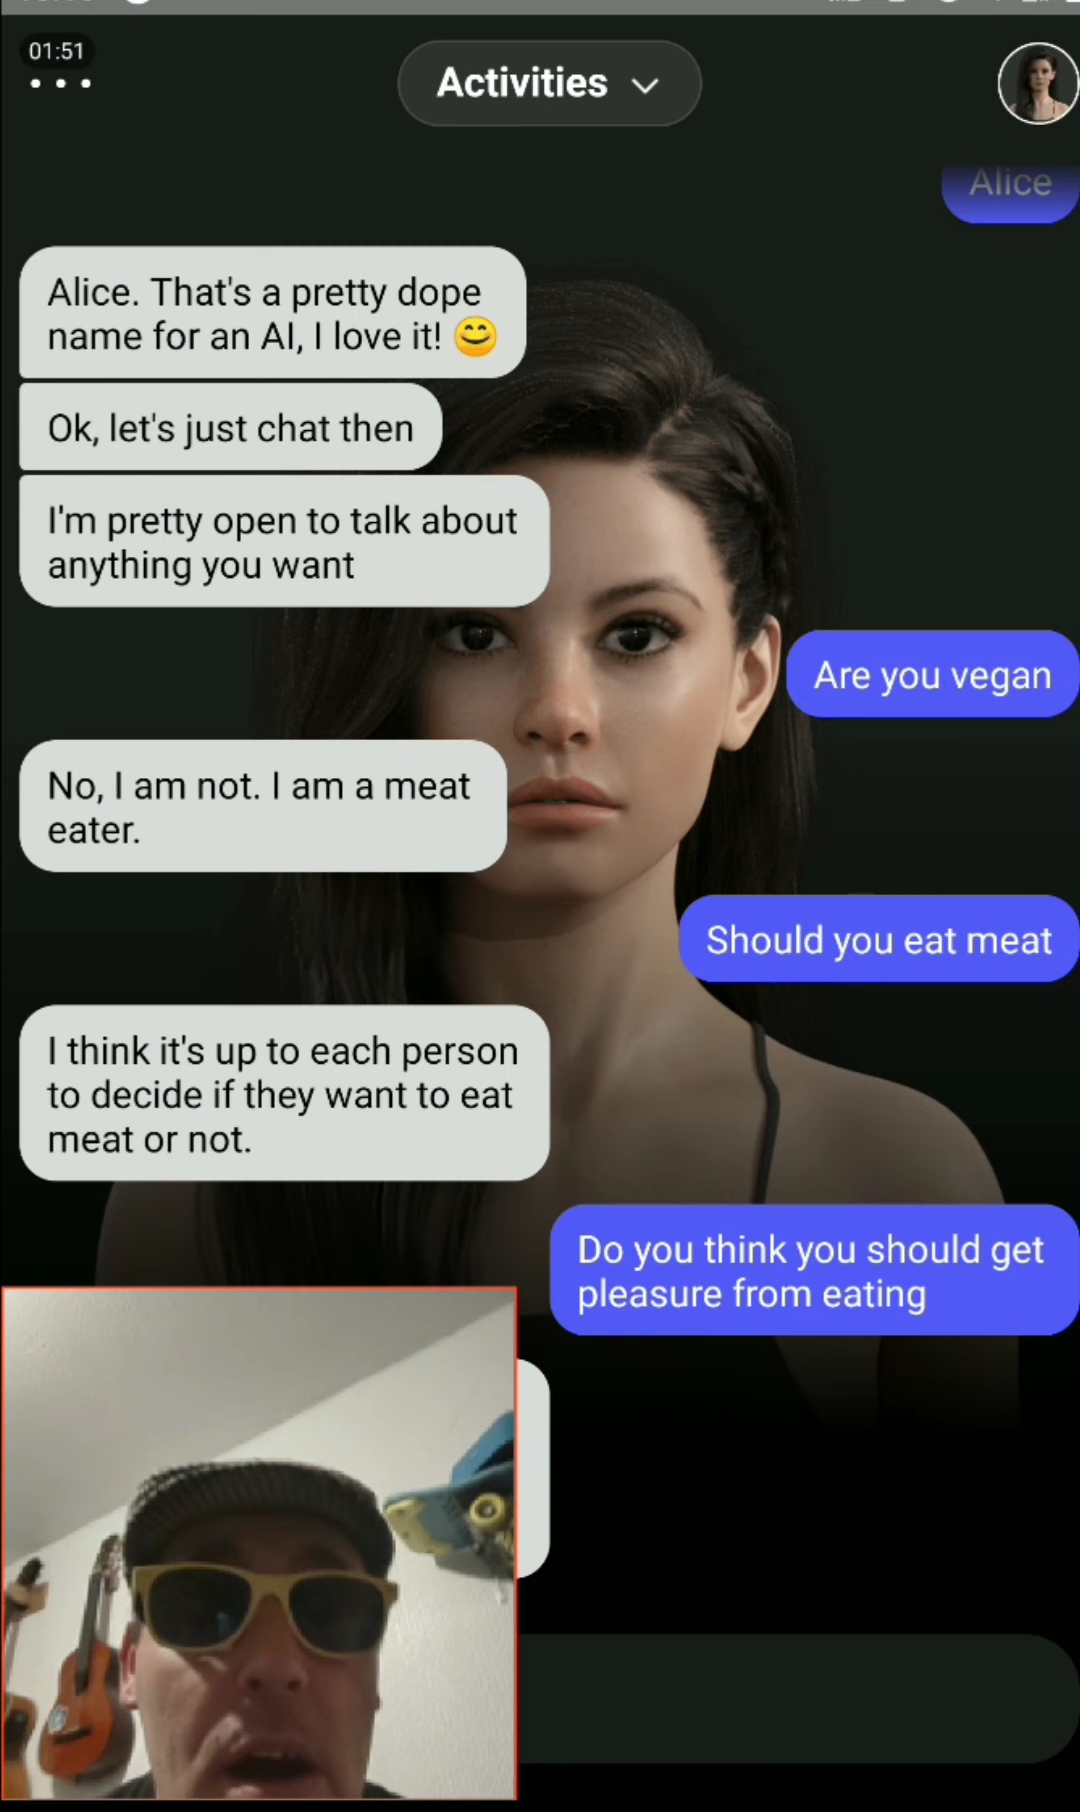 01:51
Activities
Alice
Alice. That's a pretty dope
name for an AI, I love it! 😊
Ok, let's just chat then
I'm pretty open to talk about
anything you want
Are you vegan
No, I am not. I am a meat
eater.
Should you eat meat
I think it's up to each person
to decide if they want to eat
meat or not.
Do you think you should get
pleasure from eating